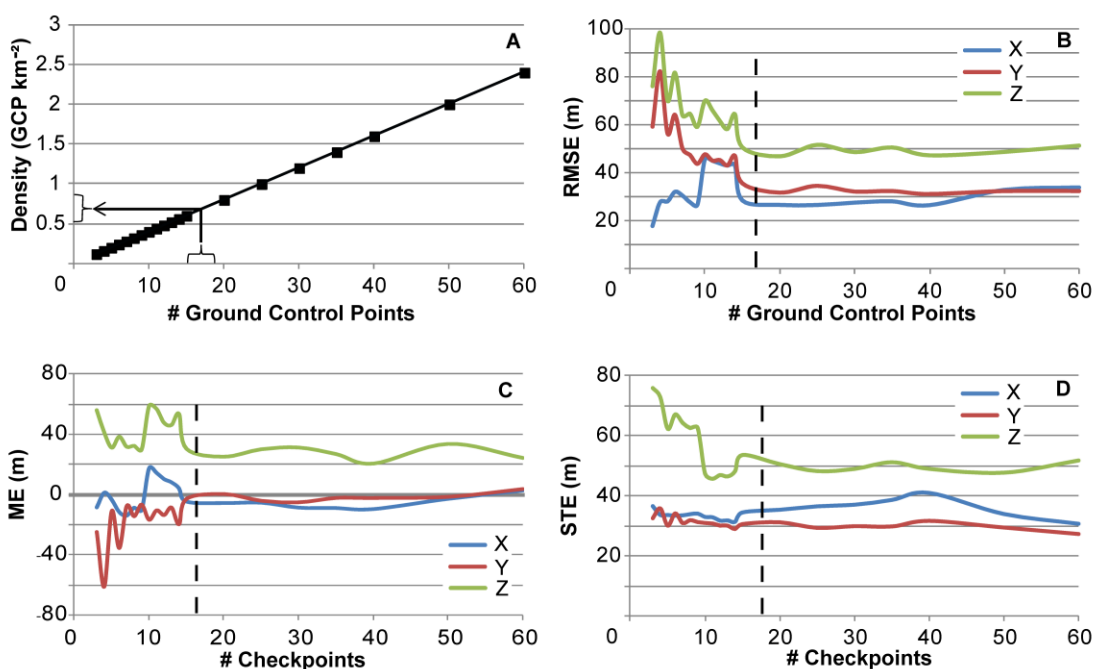 A
Density (GCP km⁻²)
3
2.5
2
1.5
1
0.5
0
0 10 20 30 40 50 60
# Ground Control Points
B
RMSE (m)
X
Y
Z
100
80
60
40
20
0 10 20 30 40 50 60
# Ground Control Points
C
ME (m)
80
40
0
-40
-80
X
Y
Z
0 10 20 30 40 50 60
# Checkpoints
D
STE (m)
X
Y
Z
80
60
40
20
0 10 20 30 40 50 60
# Checkpoints